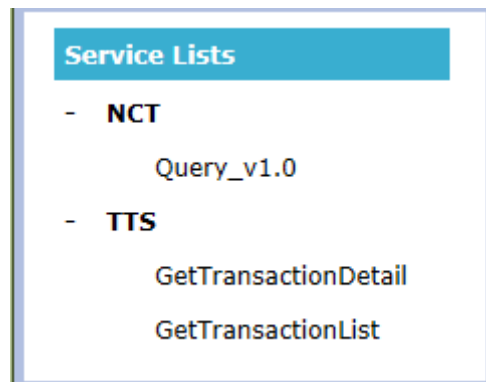 Service Lists
- NCT
Query_v1.0
- TTS
GetTransactionDetail
GetTransactionList